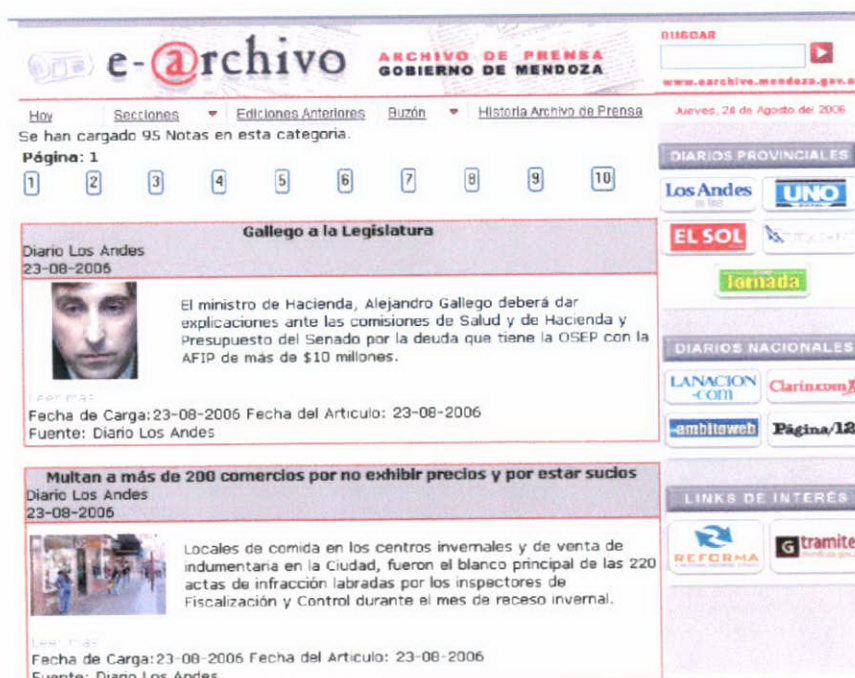 e-@rchivo
ARCHIVO DE PRENSA
GOBIERNO DE MENDOZA
BUSCAR
www.earchivo.mendoza.gov.a
Hoy Secciones Ediciones Anteriores Buzón Historia Archivo de Prensa
Jueves, 24 de Agosto del 2006
Se han cargado 95 Notas en esta categoria.
Página: 1
1 2 3 4 5 6 7 8 9 10
Gallego a la Legislatura
Diario Los Andes
23-08-2006
El ministro de Hacienda, Alejandro Gallego deberá dar
explicaciones ante las comisiones de Salud y de Hacienda y
Presupuesto del Senado por la deuda que tiene la OSEP con la
AFIP de más de $10 millones.
Leer más
Fecha de Carga:23-08-2006 Fecha del Articulo: 23-08-2006
Fuente: Diario Los Andes
Multan a más de 200 comercios por no exhibir precios y por estar sucios
Diario Los Andes
23-08-2006
Locales de comida en los centros invernales y de venta de
indumentaria en la Ciudad, fueron el blanco principal de las 220
actas de infracción labradas por los inspectores de
Fiscalización y Control durante el mes de receso invernal.
Leer más
Fecha de Carga:23-08-2006 Fecha del Articulo: 23-08-2006
Fuente: Diario Los Andes
DIARIOS PROVINCIALES
Los Andes
UNO
EL SOL
Jornada
DIARIOS NACIONALES
LANACION
.com
Clarin.com
ambitoweb
Página/12
LINKS DE INTERÉS
REFORMA
tramite